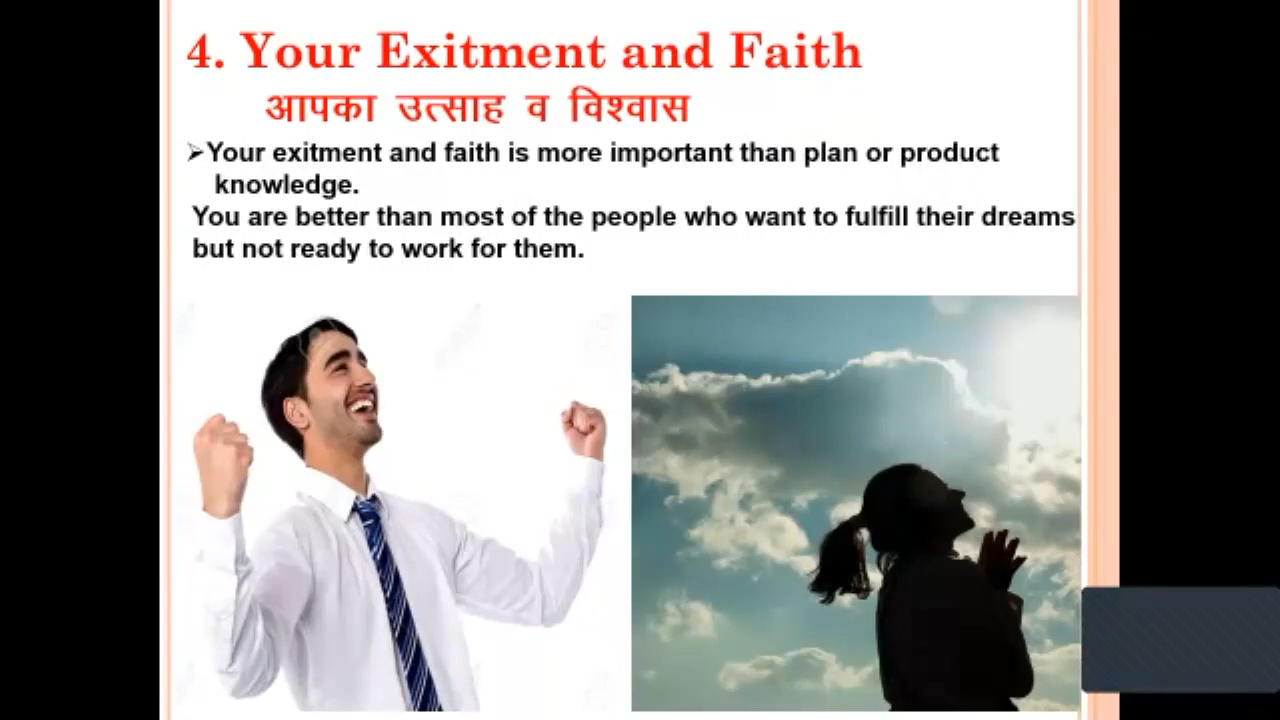 4. Your Exitment and Faith
आपका उत्साह व विश्वास
➢Your exitment and faith is more important than plan or product
knowledge.
You are better than most of the people who want to fulfill their dreams
but not ready to work for them.